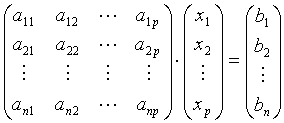 a₁₁ a₁₂ ⋯ a₁ₚ x₁ b₁
a₂₁ a₂₂ ⋯ a₂ₚ x₂ b₂
⋮ ⋮ ⋮ ⋮ · ⋮ = ⋮
aₙ₁ aₙ₂ ⋯ aₙₚ xₚ bₙ